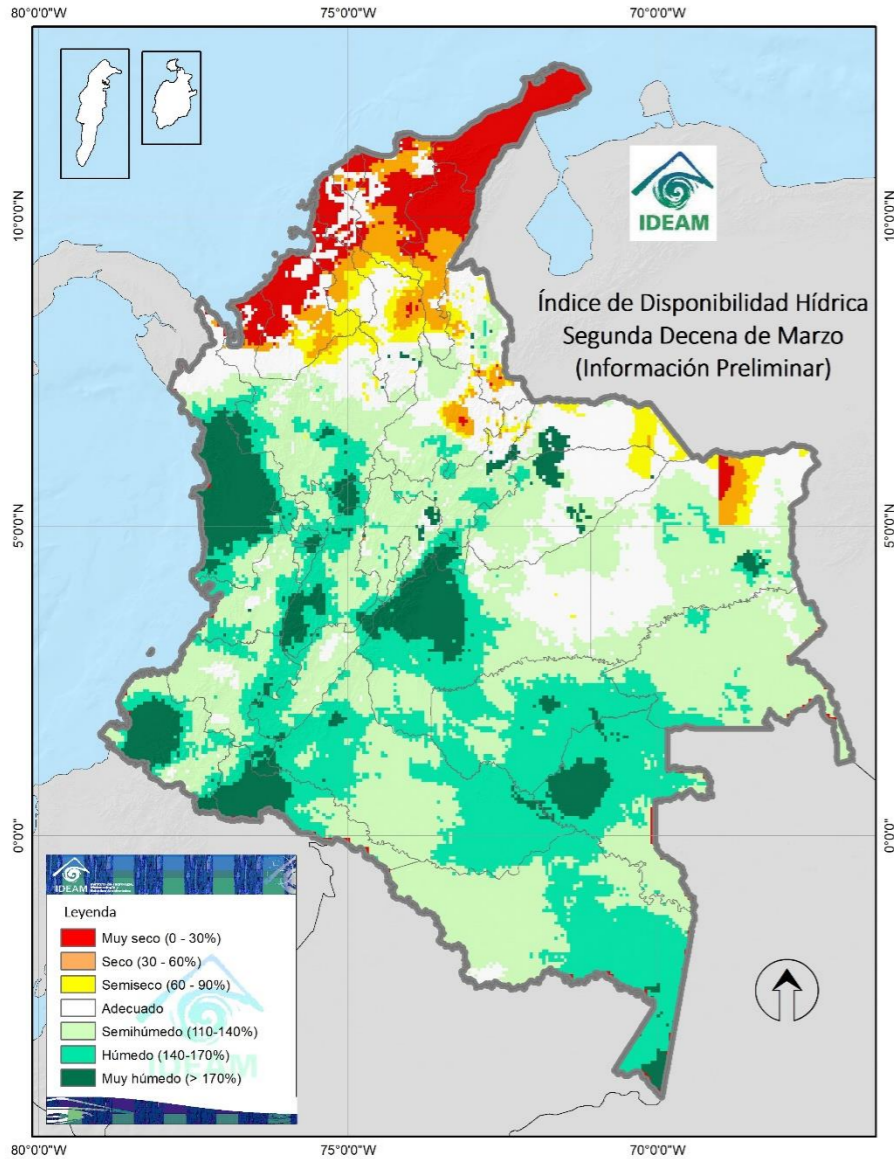 80°0'0"W
75°0'0"W
70°0'0"W
10°0'0"N
10°0'0"N
IDEAM
Índice de Disponibilidad Hídrica
Segunda Decena de Marzo
(Información Preliminar)
5°0'0"N
5°0'0"N
0°0'0"
0°0'0"
IDEAM
Leyenda
Muy seco (0 - 30%)
Seco (30 - 60%)
Semiseco (60 - 90%)
Adecuado
Semihúmedo (110-140%)
Húmedo (140-170%)
Muy húmedo (> 170%)
IDEAM
80°0'0"W
75°0'0"W
70°0'0"W